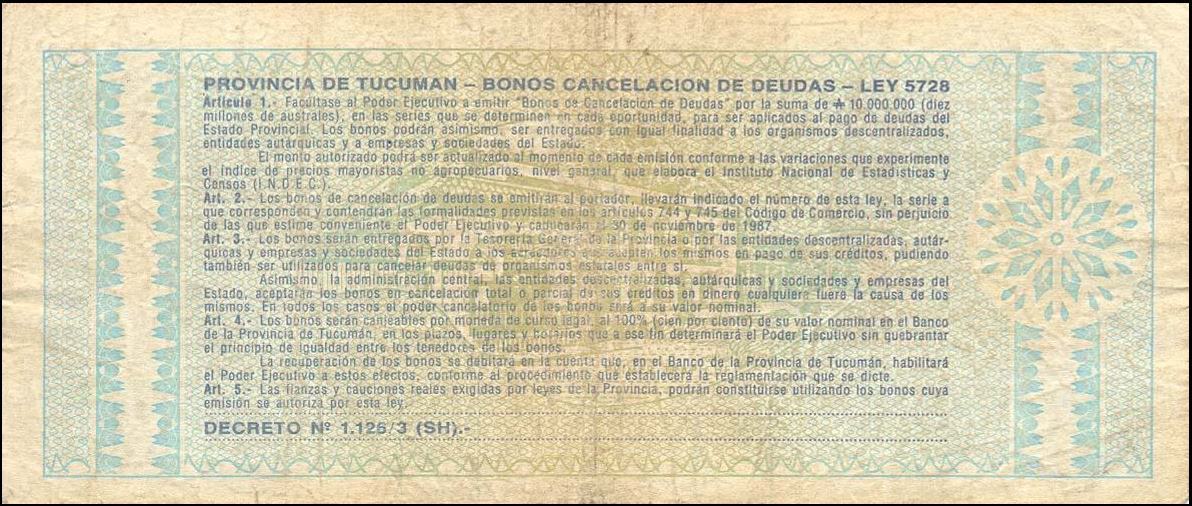 PROVINCIA DE TUCUMAN – BONOS CANCELACION DE DEUDAS – LEY 5728
Artículo 1.- Facúltase al Poder Ejecutivo a emitir "Bonos de Cancelación de Deudas" por la suma de ₳ 10.000.000 (diez
millones de australes), en las series que se determinen en cada oportunidad, para ser aplicados al pago de deudas del
Estado Provincial. Los bonos podrán asimismo, ser entregados con igual finalidad a los organismos descentralizados,
entidades autárquicas y a empresas y sociedades del Estado.
El monto autorizado podrá ser actualizado al momento de cada emisión conforme a las variaciones que experimente
el índice de precios mayoristas no agropecuarios, nivel general, que elabora el Instituto Nacional de Estadísticas y
Censos (I.N.D.E.C.).
Art. 2.- Los bonos de cancelación de deudas se emitirán al portador, llevarán indicado el número de esta ley, la serie a
que corresponden y contendrán las formalidades previstas en los artículos 744 y 745 del Código de Comercio, sin perjuicio
de las que estime conveniente el Poder Ejecutivo y caducarán el 30 de noviembre de 1987.
Art. 3.- Los bonos serán entregados por la Tesorería General de la Provincia o por las entidades descentralizadas, autár-
quicas y empresas y sociedades del Estado a los acreedores que acepten los mismos en pago de sus créditos, pudiendo
también ser utilizados para cancelar deudas de organismos estatales entre sí.
Asimismo, la administración central, las entidades descentralizadas, autárquicas y sociedades y empresas del
Estado, aceptarán los bonos en cancelación total o parcial de sus créditos en dinero cualquiera fuere la causa de los
mismos. En todos los casos el poder cancelatorio de los bonos será a su valor nominal.
Art. 4.- Los bonos serán canjeables por moneda de curso legal, al 100% (cien por ciento) de su valor nominal en el Banco
de la Provincia de Tucumán, en los plazos, lugares y horarios que a ese fin determinará el Poder Ejecutivo sin quebrantar
el principio de igualdad entre los tenedores de los bonos.
La recuperación de los bonos se debitará en la cuenta que, en el Banco de la Provincia de Tucumán, habilitará
el Poder Ejecutivo a estos efectos, conforme al procedimiento que establecerá la reglamentación que se dicte.
Art. 5.- Las fianzas y cauciones reales exigidas por leyes de la Provincia, podrán constituirse utilizando los bonos cuya
emisión se autoriza por esta ley.
DECRETO Nº 1.125/3 (SH).-